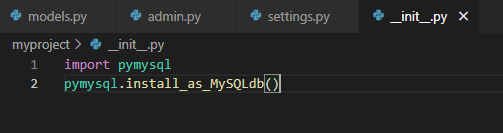 models.py admin.py settings.py __init__.py
myproject > __init__.py
1 import pymysql
2 pymysql.install_as_MySQLdb()